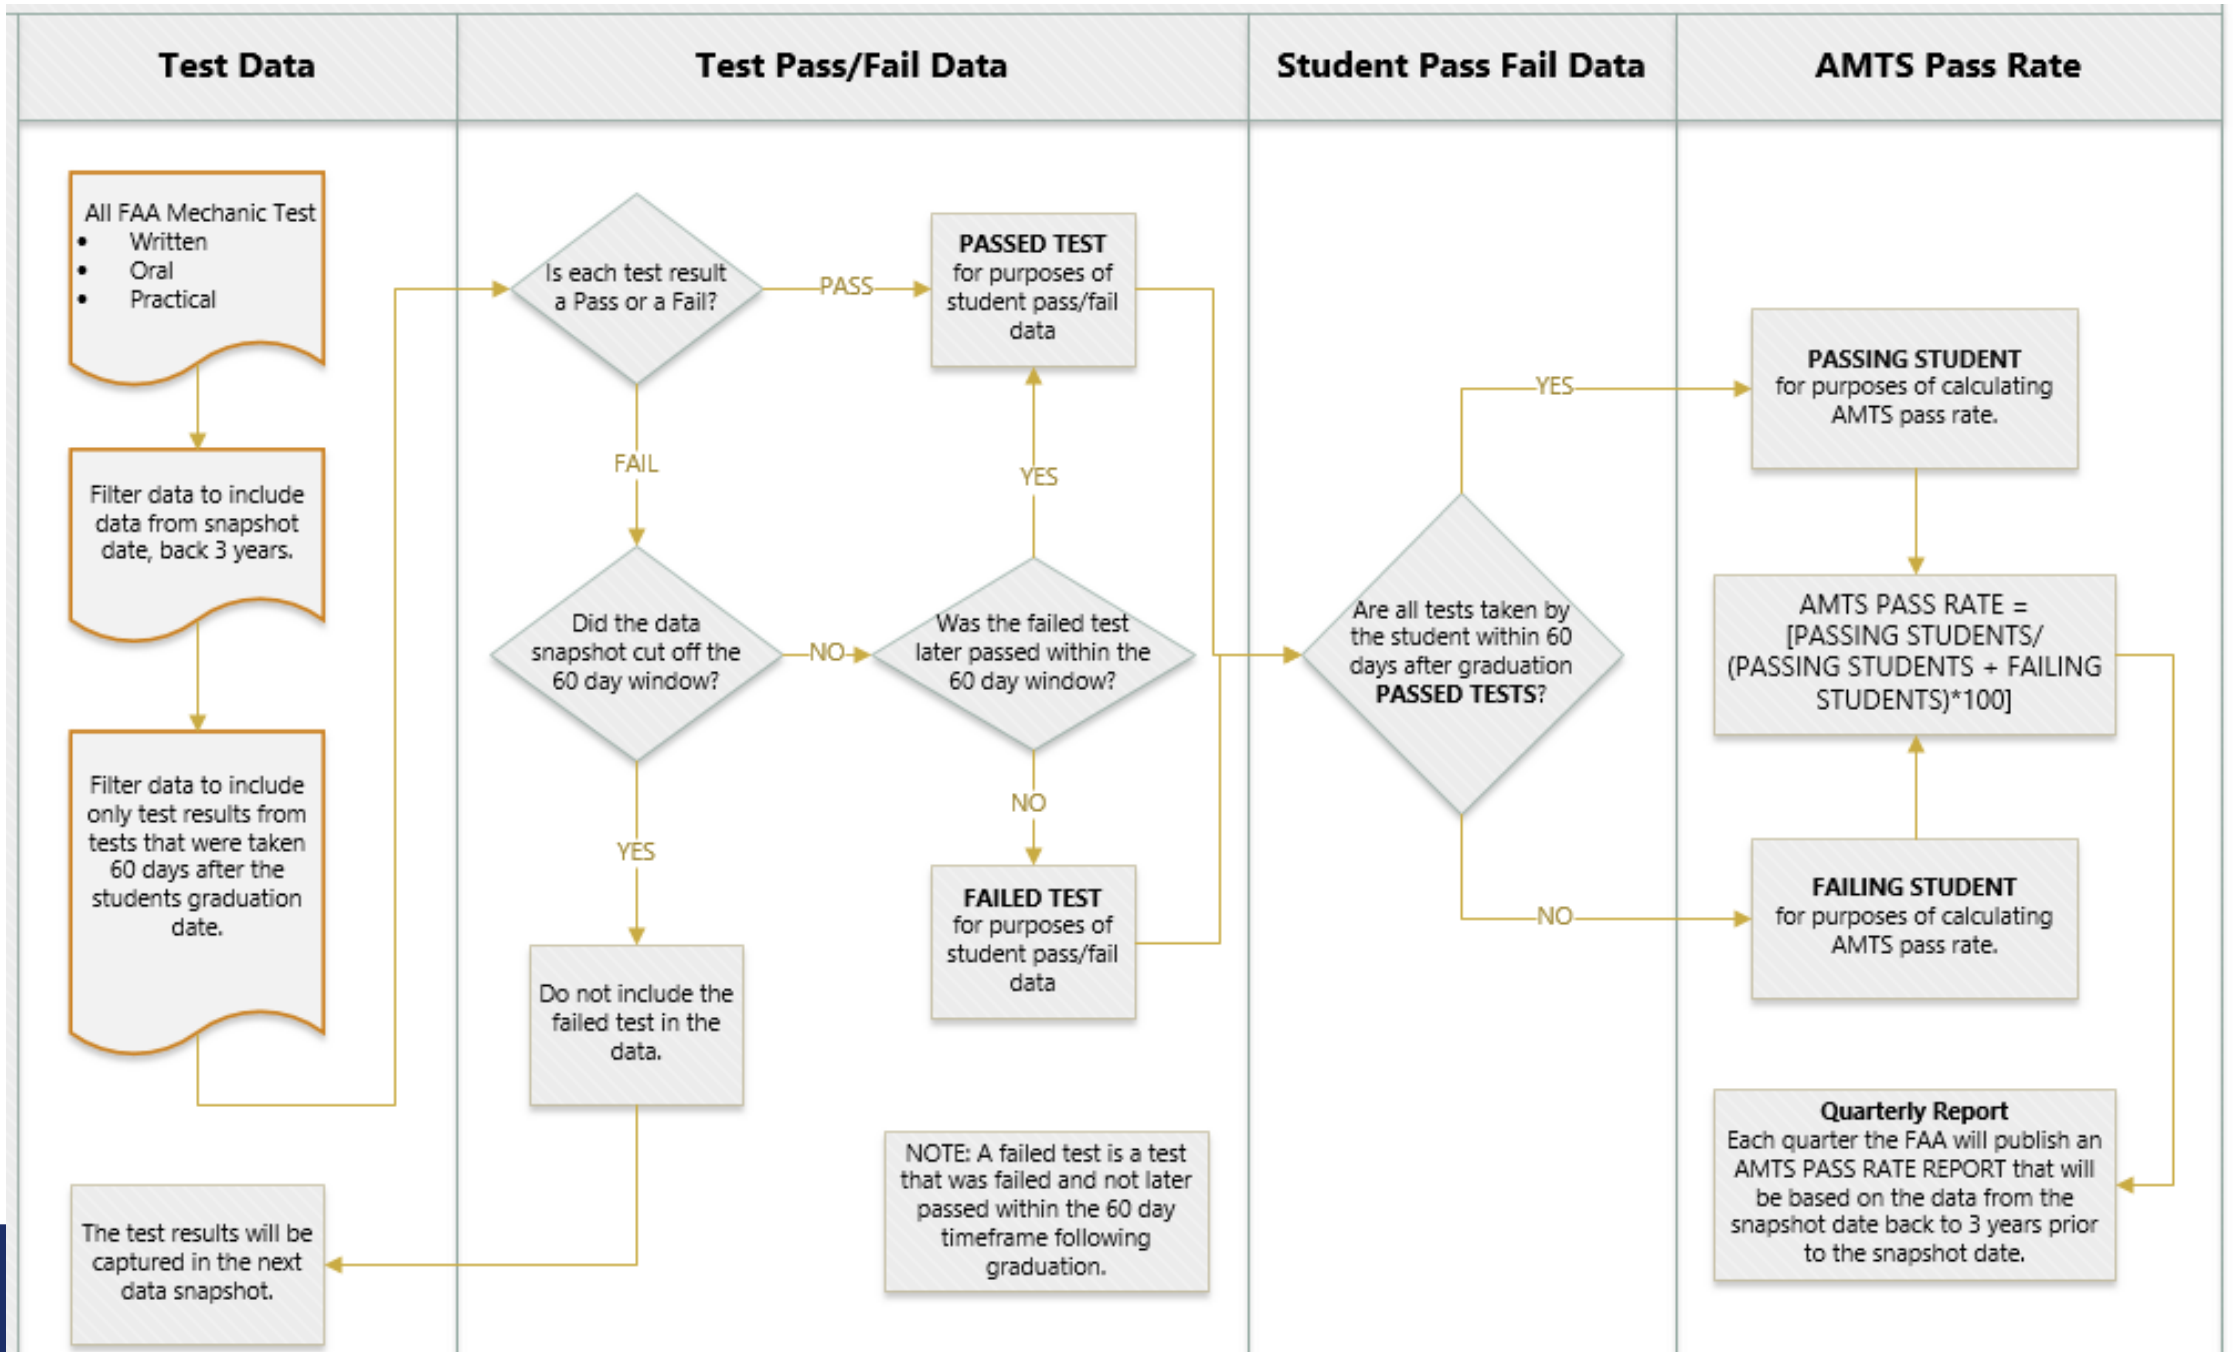 Test Data
Test Pass/Fail Data
Student Pass Fail Data
AMTS Pass Rate
All FAA Mechanic Test
• Written
• Oral
• Practical
Filter data to include
data from snapshot
date, back 3 years.
Filter data to include
only test results from
tests that were taken
60 days after the
students graduation
date.
The test results will be
captured in the next
data snapshot.
Is each test result
a Pass or a Fail?
PASS
PASSED TEST
for purposes of
student pass/fail
data
FAIL
YES
Did the data
snapshot cut off the
60 day window?
NO
Was the failed test
later passed within the
60 day window?
YES
NO
Do not include the
failed test in the
data.
FAILED TEST
for purposes of
student pass/fail
data
NOTE: A failed test is a test
that was failed and not later
passed within the 60 day
timeframe following
graduation.
Are all tests taken by
the student within 60
days after graduation
PASSED TESTS?
YES
NO
PASSING STUDENT
for purposes of calculating
AMTS pass rate.
AMTS PASS RATE =
[PASSING STUDENTS/
(PASSING STUDENTS + FAILING
STUDENTS)*100]
FAILING STUDENT
for purposes of calculating
AMTS pass rate.
Quarterly Report
Each quarter the FAA will publish an
AMTS PASS RATE REPORT that will
be based on the data from the
snapshot date back to 3 years prior
to the snapshot date.